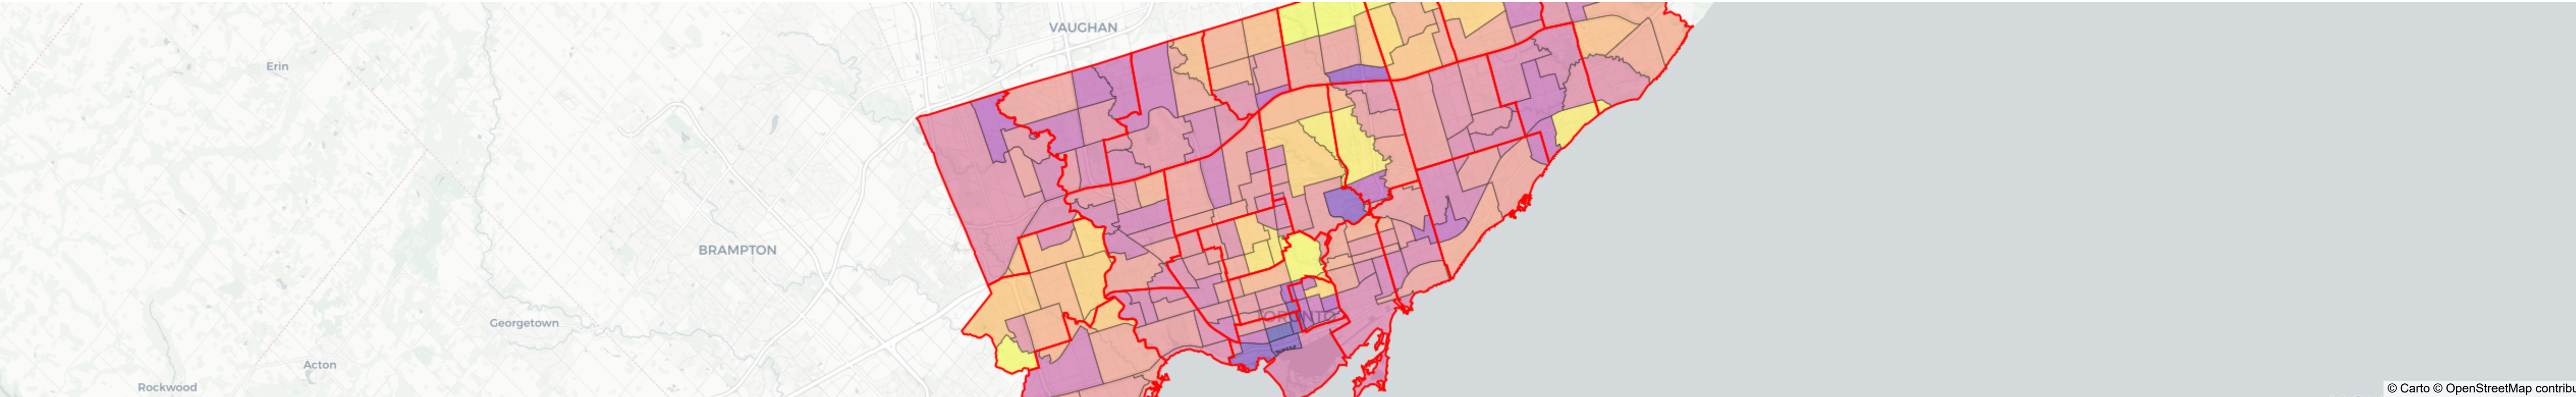 VAUGHAN
Erin
BRAMPTON
TORONTO
Georgetown
Acton
Rockwood
© Carto © OpenStreetMap contribu